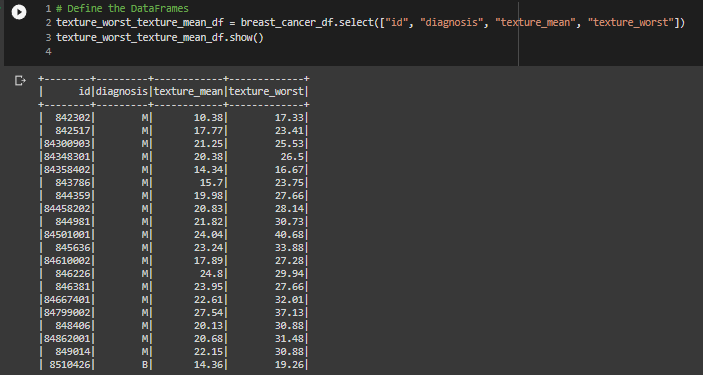 1 # Define the DataFrames
2 texture_worst_texture_mean_df = breast_cancer_df.select(["id", "diagnosis", "texture_mean", "texture_worst"])
3 texture_worst_texture_mean_df.show()
4
+--------+---------+------------+-------------+
|      id|diagnosis|texture_mean|texture_worst|
+--------+---------+------------+-------------+
|  842302|        M|       10.38|        17.33|
|  842517|        M|       17.77|        23.41|
|84300903|        M|       21.25|        25.53|
|84348301|        M|       20.38|         26.5|
|84358402|        M|       14.34|        16.67|
|  843786|        M|        15.7|        23.75|
|  844359|        M|       19.98|        27.66|
|84458202|        M|       20.83|        28.14|
|  844981|        M|       21.82|        30.73|
|84501001|        M|       24.04|        40.68|
|  845636|        M|       23.24|        33.88|
|84610002|        M|       17.89|        27.28|
|  846226|        M|        24.8|        29.94|
|  846381|        M|       23.95|        27.66|
|84667401|        M|       22.61|        32.01|
|84799002|        M|       27.54|        37.13|
|  848406|        M|       20.13|        30.88|
|84862001|        M|       20.68|        31.48|
|  849014|        M|       22.15|        30.88|
| 8510426|        B|       14.36|        19.26|